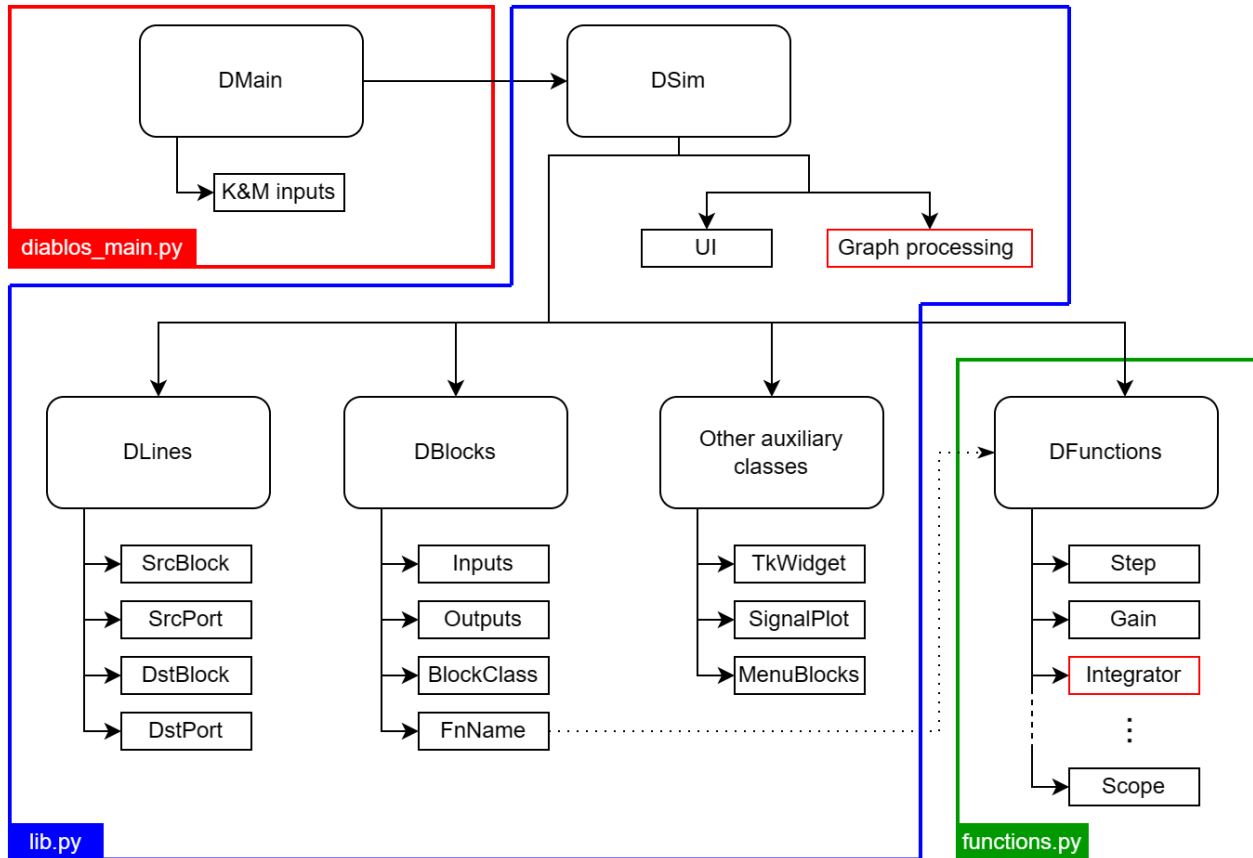 DMain
DSim
K&M inputs
diablos_main.py
UI
Graph processing
DLines
DBlocks
Other auxiliary
classes
DFunctions
SrcBlock
SrcPort
DstBlock
DstPort
Inputs
Outputs
BlockClass
FnName
TkWidget
SignalPlot
MenuBlocks
Step
Gain
Integrator
⋮
Scope
lib.py
functions.py